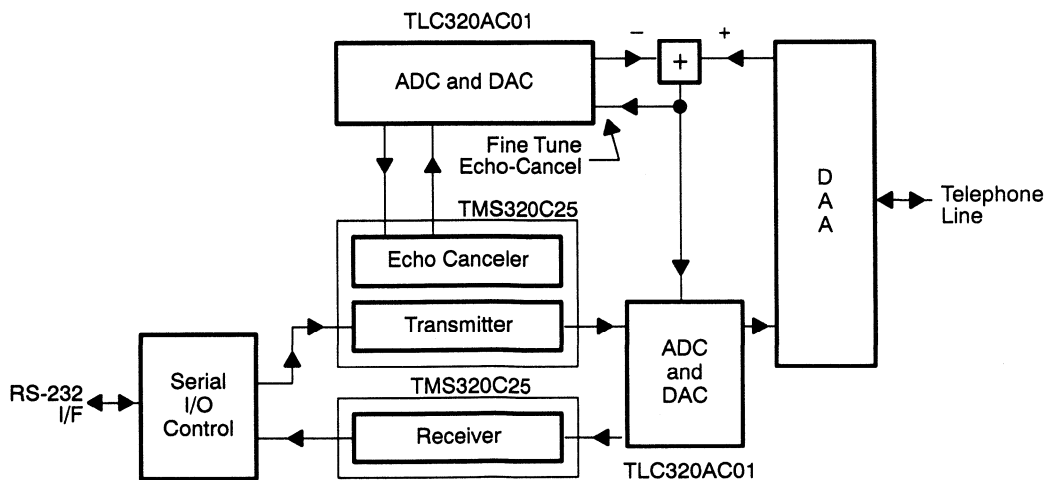 TLC320AC01
ADC and DAC
−
+
+
Fine Tune
Echo-Cancel
D
A
A
Telephone
Line
TMS320C25
Echo Canceler
Transmitter
ADC
and
DAC
TLC320AC01
RS-232
I/F
Serial
I/O
Control
TMS320C25
Receiver